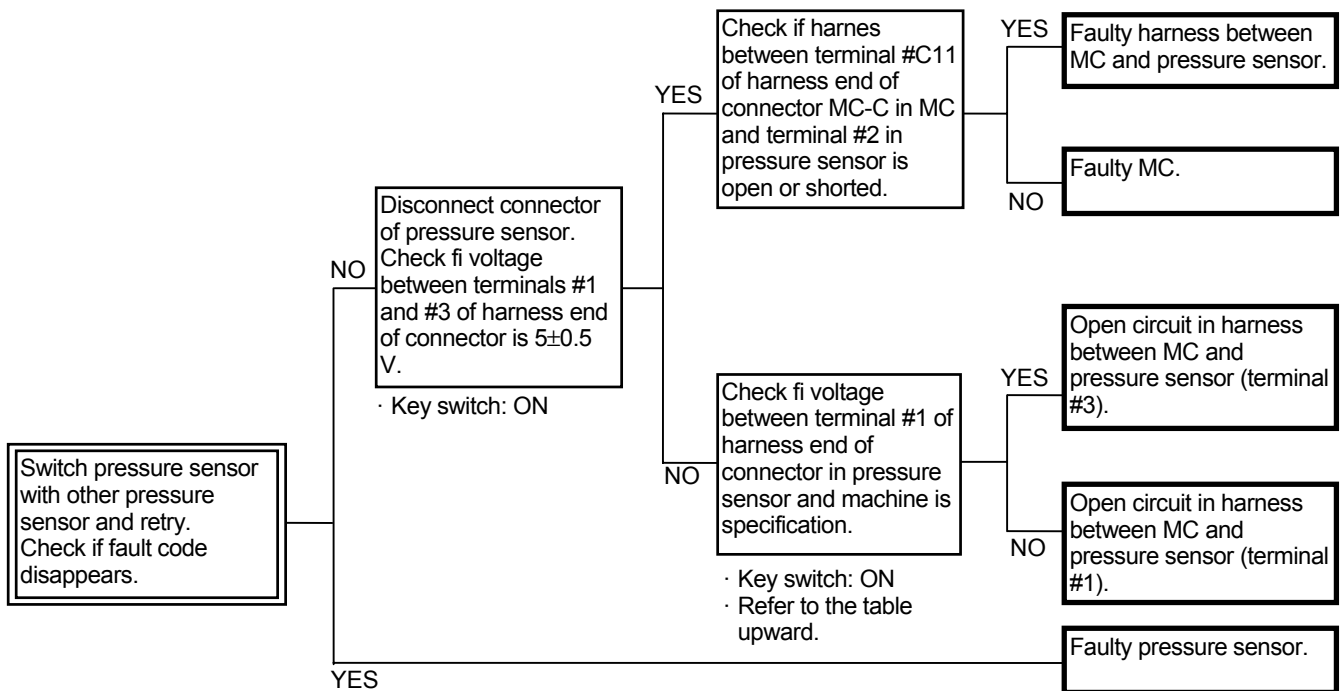 Switch pressure sensor
with other pressure
sensor and retry.
Check if fault code
disappears.
NO
YES
Disconnect connector
of pressure sensor.
Check fi voltage
between terminals #1
and #3 of harness end
of connector is 5±0.5
V.
· Key switch: ON
YES
NO
Check if harnes
between terminal #C11
of harness end of
connector MC-C in MC
and terminal #2 in
pressure sensor is
open or shorted.
YES
NO
Faulty harness between
MC and pressure sensor.
Faulty MC.
Check fi voltage
between terminal #1 of
harness end of
connector in pressure
sensor and machine is
specification.
· Key switch: ON
· Refer to the table
upward.
YES
NO
Open circuit in harness
between MC and
pressure sensor (terminal
#3).
Open circuit in harness
between MC and
pressure sensor (terminal
#1).
Faulty pressure sensor.